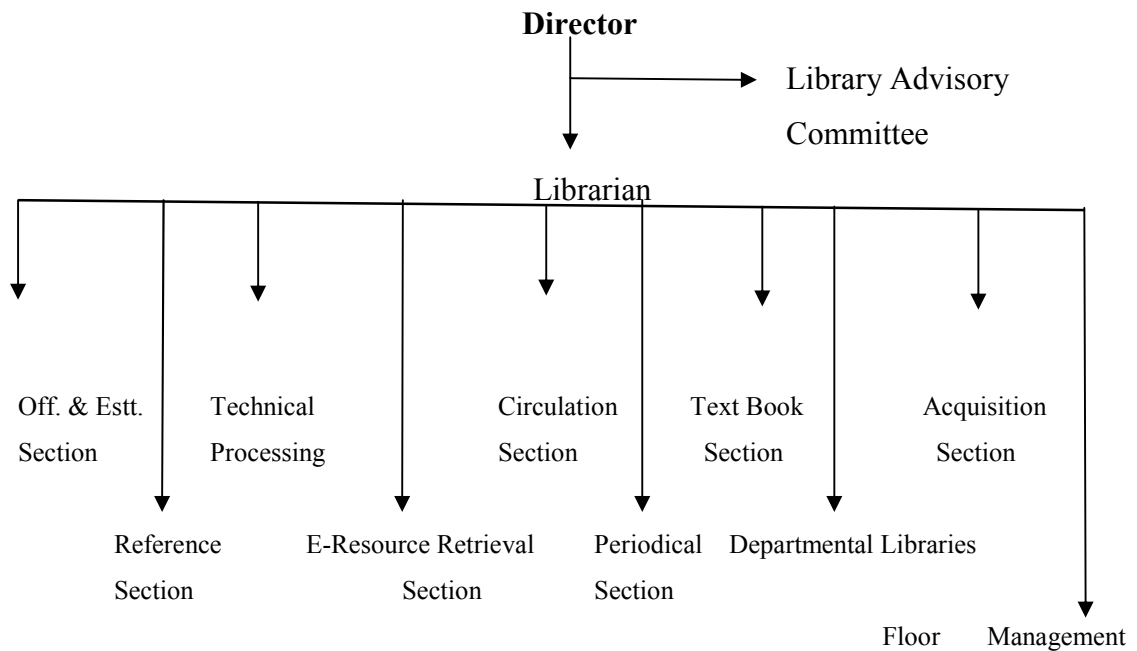 Director
Library Advisory
Committee
Librarian
Off. & Estt.
Section
Technical
Processing
Circulation
Section
Text Book
Section
Acquisition
Section
Reference
Section
E-Resource Retrieval
Section
Periodical
Section
Departmental Libraries
Floor Management